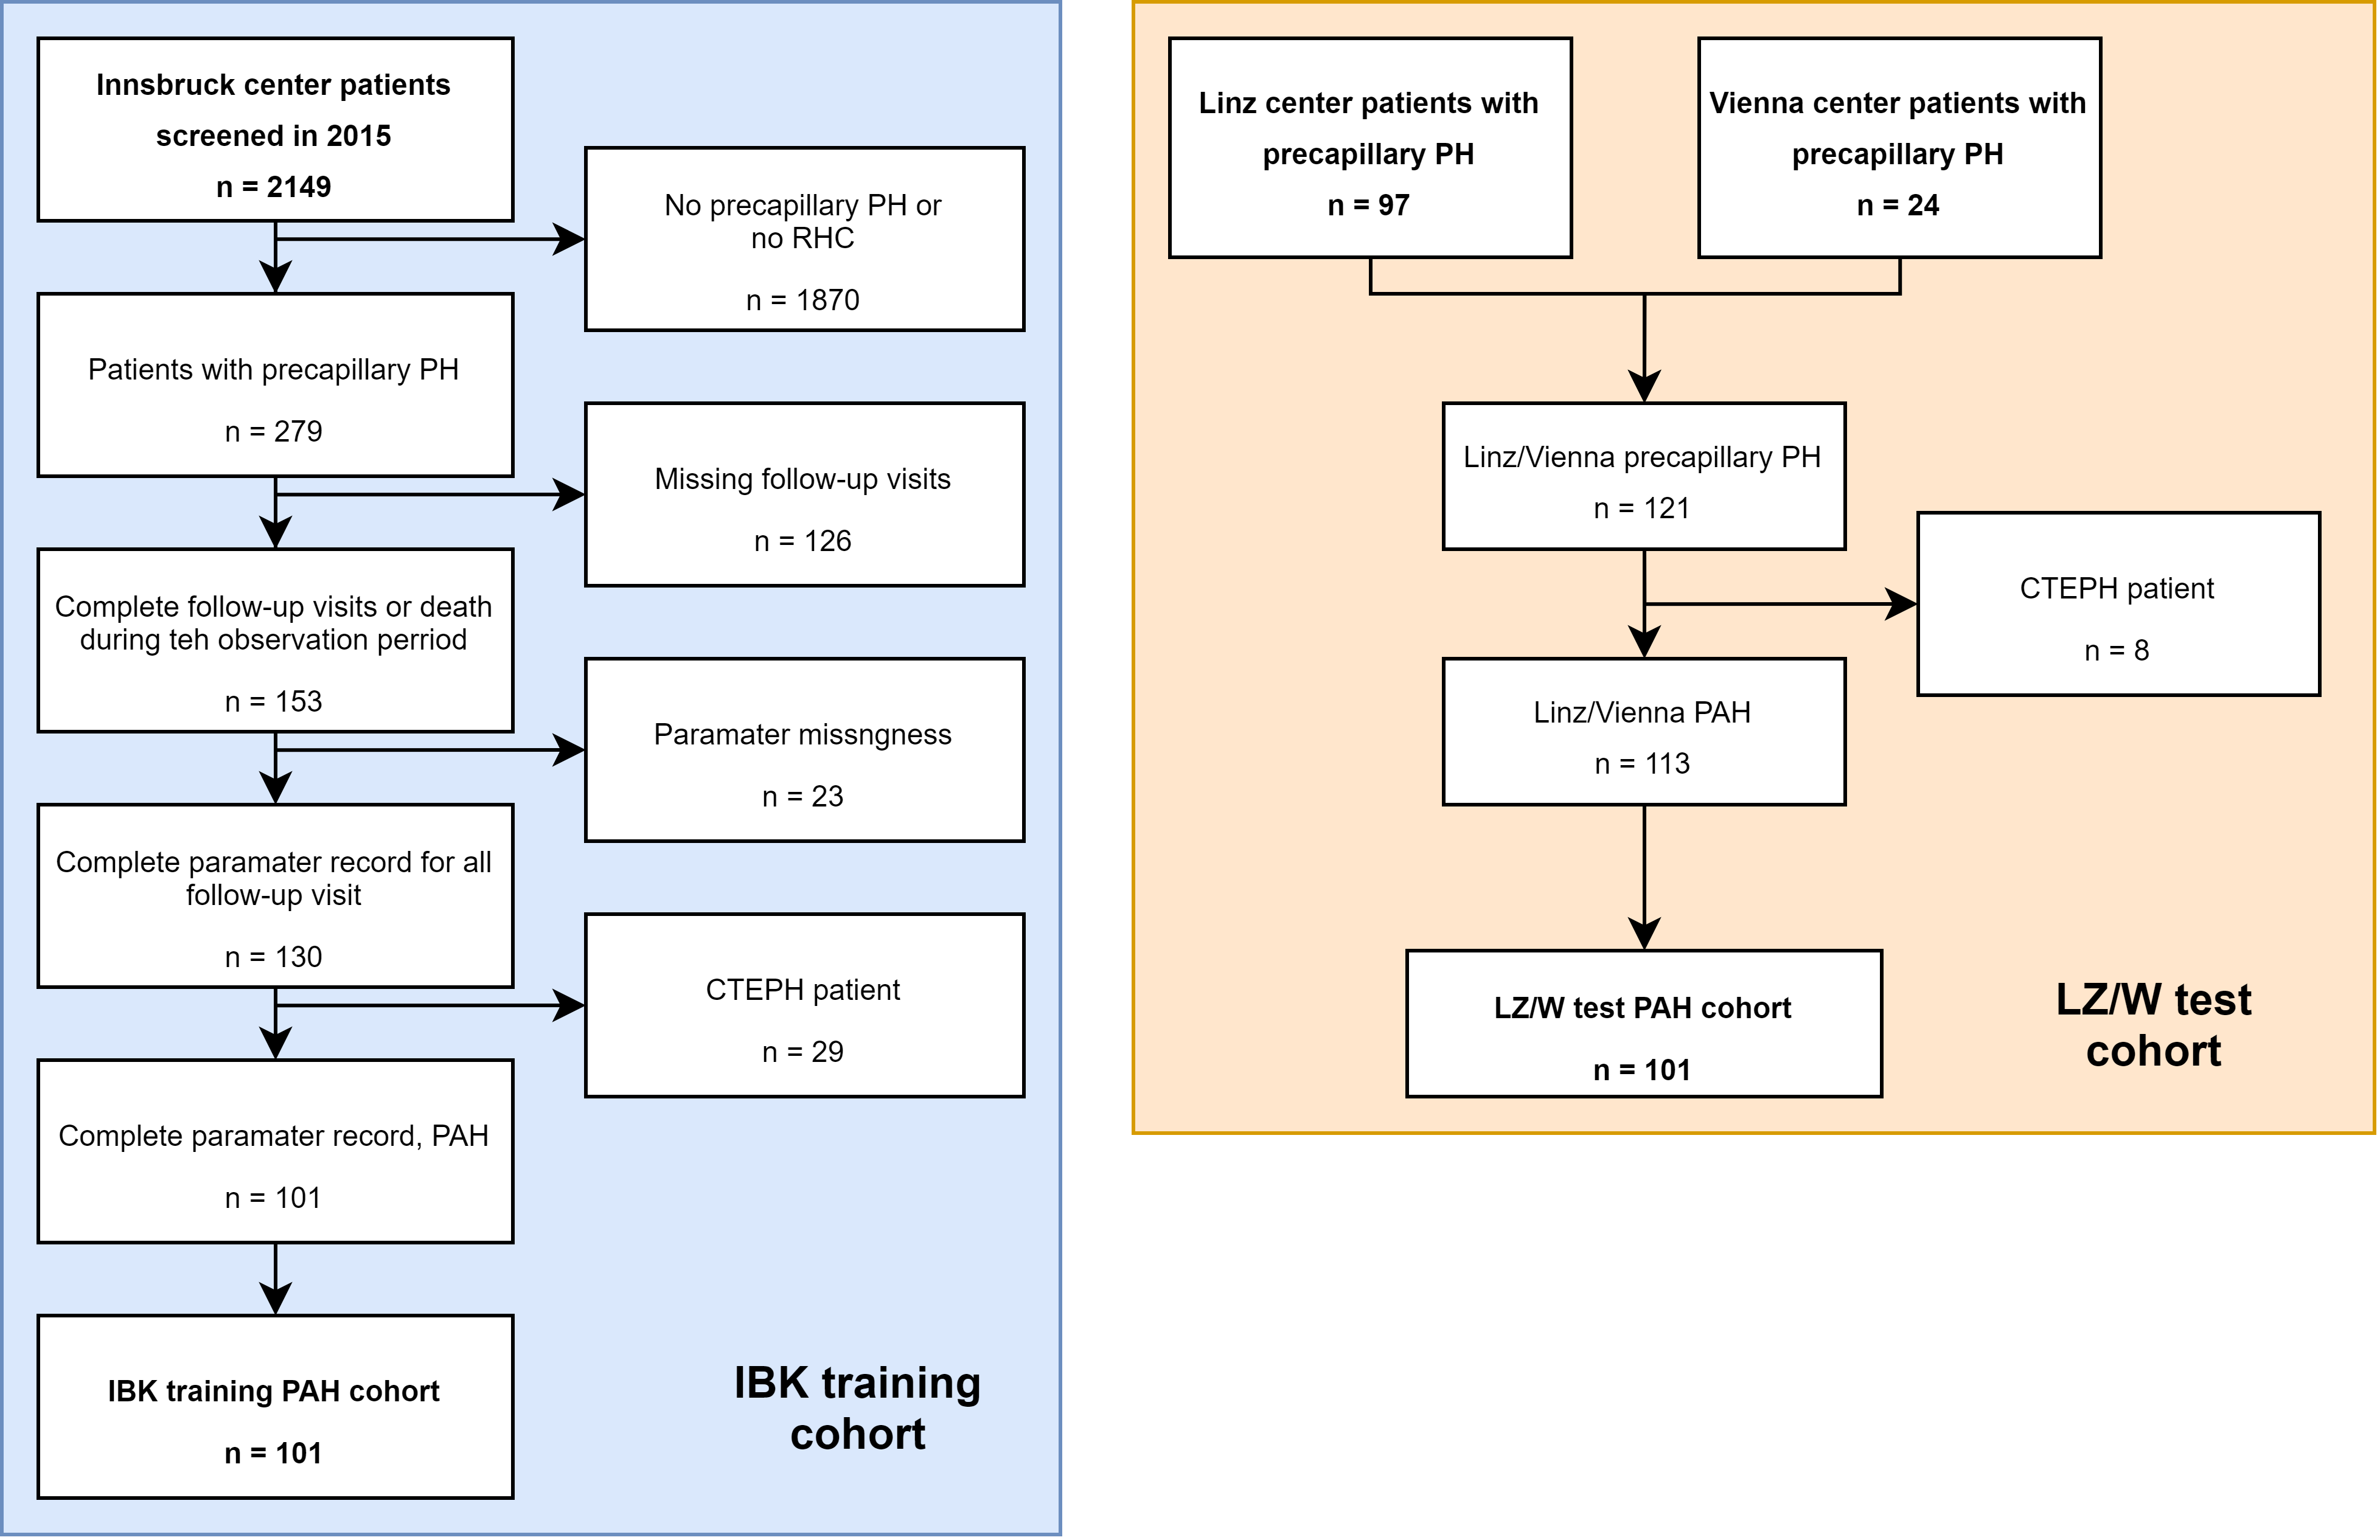 Innsbruck center patients
screened in 2015
n = 2149
No precapillary PH or
no RHC
n = 1870
Patients with precapillary PH
n = 279
Missing follow-up visits
n = 126
Complete follow-up visits or death
during teh observation perriod
n = 153
Paramater missngness
n = 23
Complete paramater record for all
follow-up visit
n = 130
CTEPH patient
n = 29
Complete paramater record, PAH
n = 101
IBK training PAH cohort
n = 101
IBK training
cohort
Linz center patients with
precapillary PH
n = 97
Vienna center patients with
precapillary PH
n = 24
Linz/Vienna precapillary PH
n = 121
CTEPH patient
n = 8
Linz/Vienna PAH
n = 113
LZ/W test PAH cohort
n = 101
LZ/W test
cohort